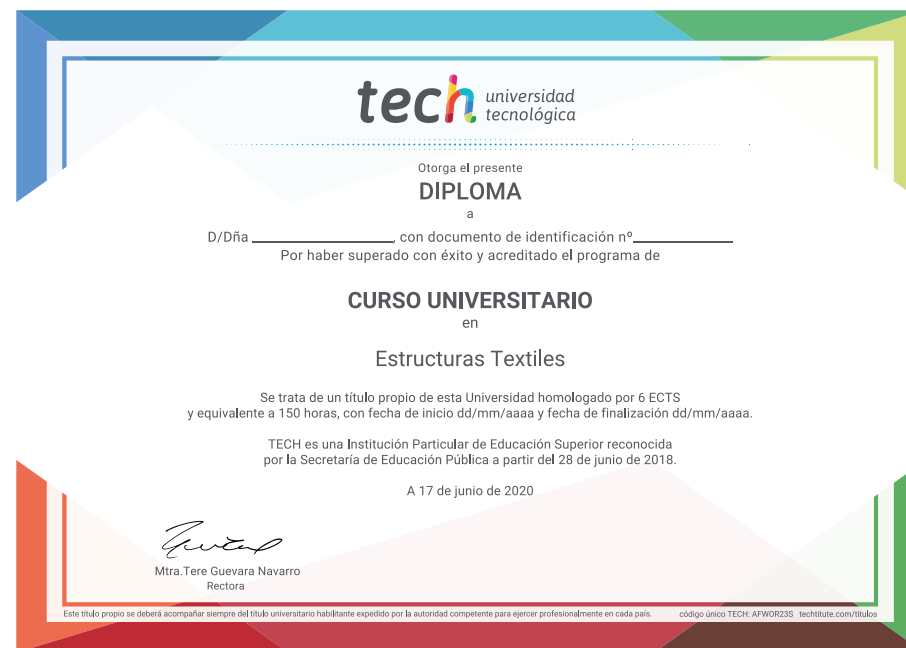 tech universidad
tecnológica
Otorga el presente
DIPLOMA
a
D/Dña ____________________, con documento de identificación nº______________
Por haber superado con éxito y acreditado el programa de
CURSO UNIVERSITARIO
en
Estructuras Textiles
Se trata de un título propio de esta Universidad homologado por 6 ECTS
y equivalente a 150 horas, con fecha de inicio dd/mm/aaaa y fecha de finalización dd/mm/aaaa.
TECH es una Institución Particular de Educación Superior reconocida
por la Secretaría de Educación Pública a partir del 28 de junio de 2018.
A 17 de junio de 2020
Mtra.Tere Guevara Navarro
Rectora
Este título propio se deberá acompañar siempre del título universitario habilitante expedido por la autoridad competente para ejercer profesionalmente en cada país. código único TECH: AFWOR23S techtitute.com/titulos